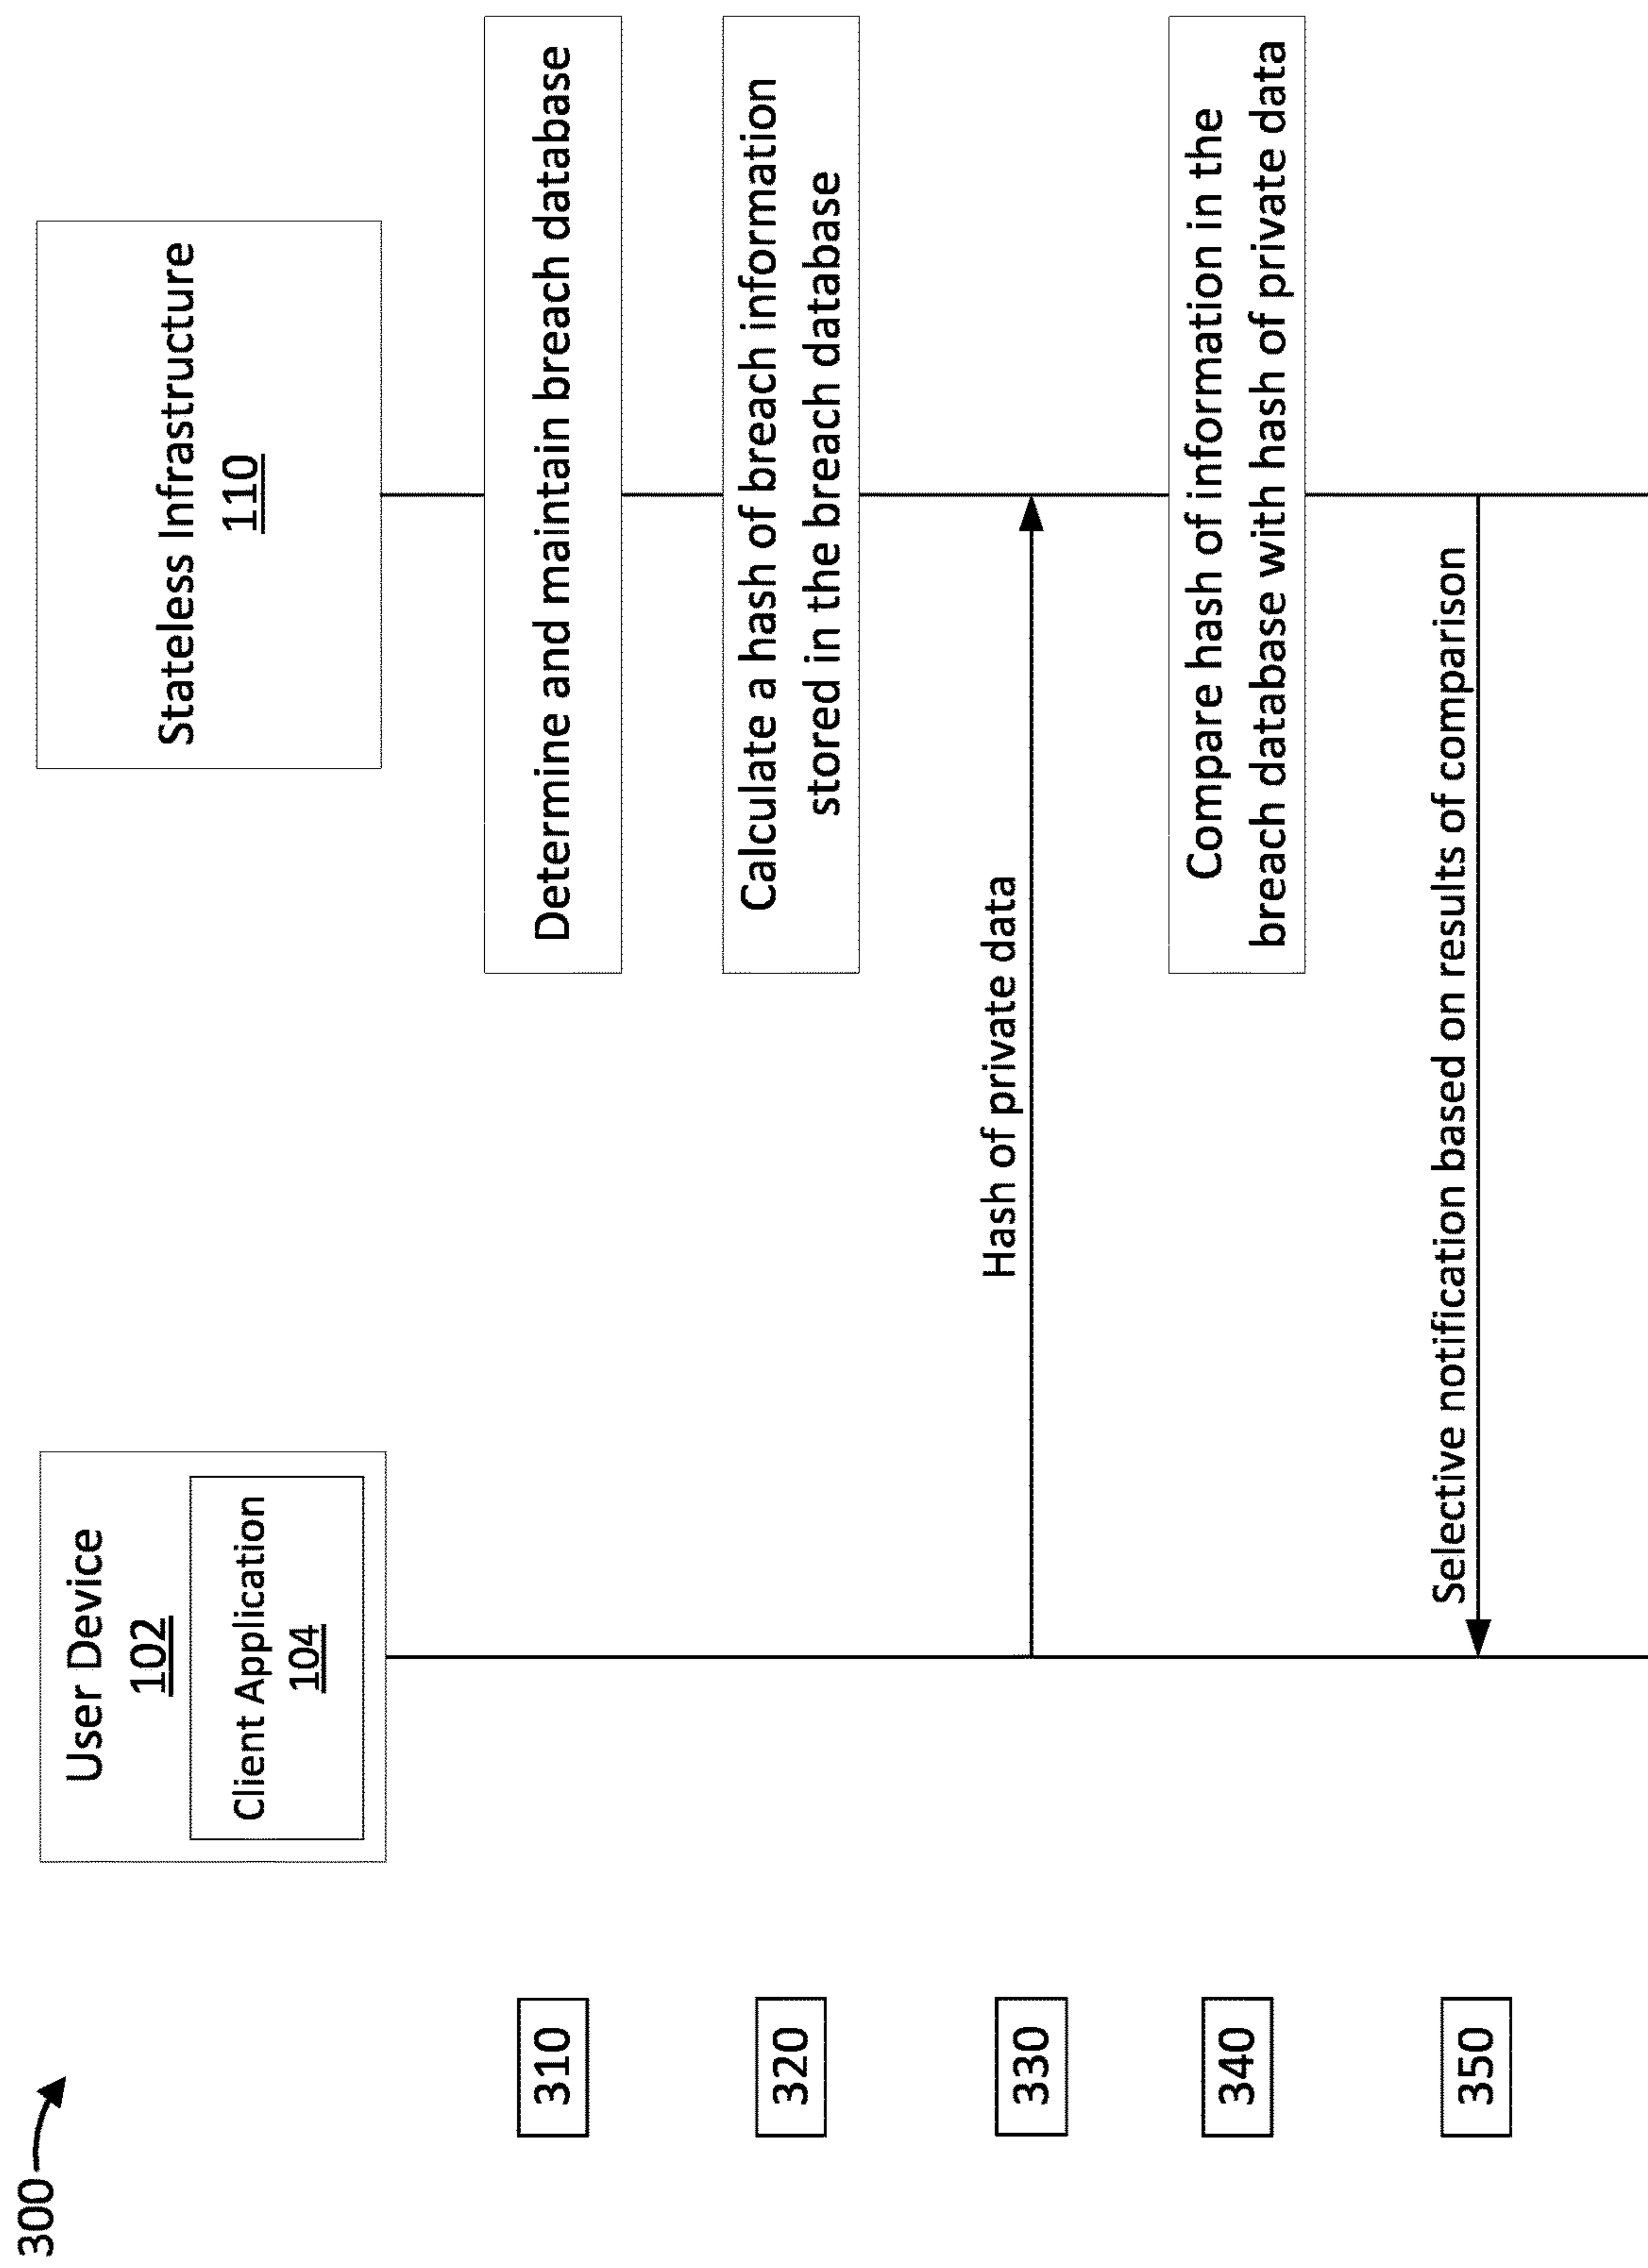 300
User Device
102
Client Application
104
Stateless Infrastructure
110
310
Determine and maintain breach database
320
Calculate a hash of breach information
stored in the breach database
330
Hash of private data
340
Compare hash of information in the
breach database with hash of private data
350
Selective notification based on results of comparison